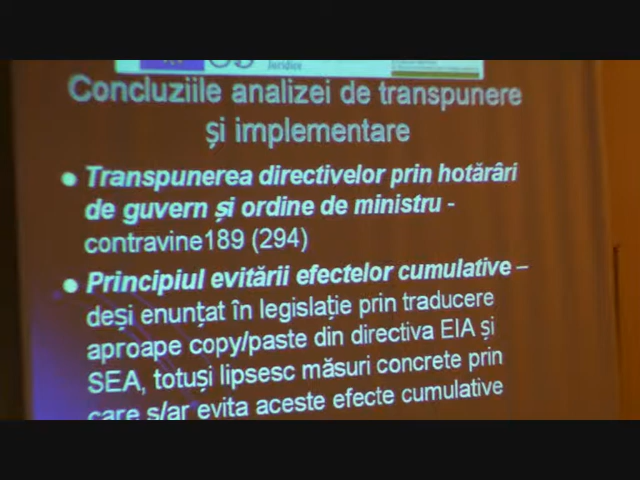 Juridice
Concluziile analizei de transpunere
și implementare
• Transpunerea directivelor prin hotărâri
de guvern și ordine de ministru -
contravine189 (294)
• Principiul evitării efectelor cumulative –
deși enunțat în legislație prin traducere
aproape copy/paste din directiva EIA și
SEA, totuși lipsesc măsuri concrete prin
care s/ar evita aceste efecte cumulative